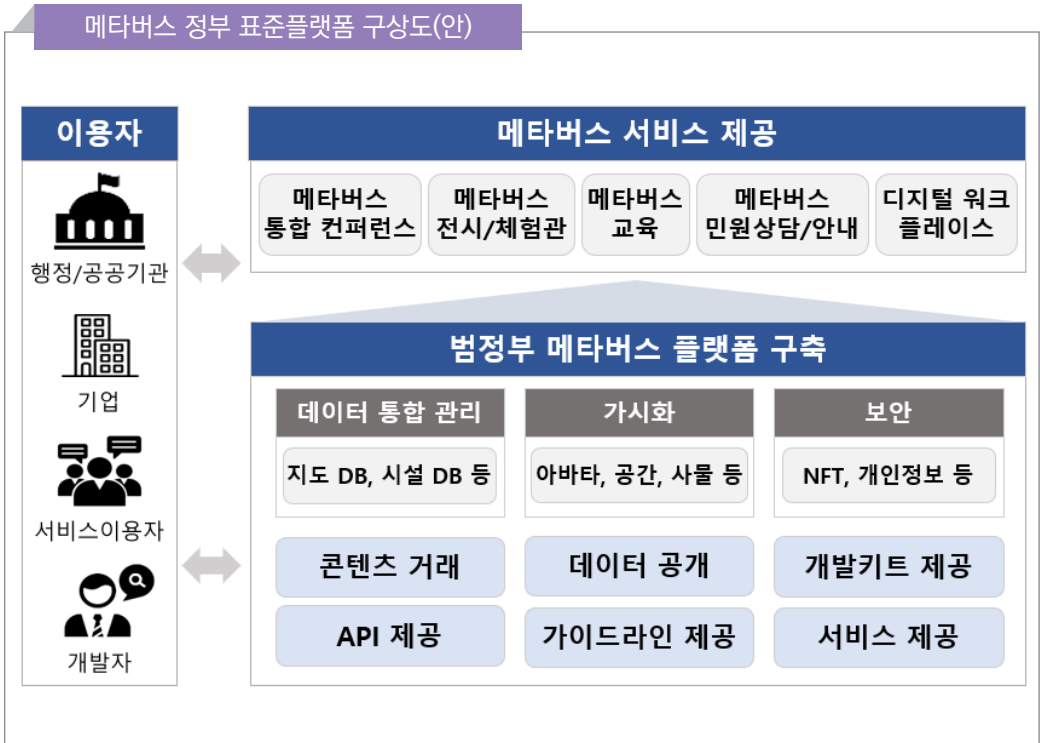 메타버스 정부 표준플랫폼 구상도(안)
이용자
행정/공공기관
기업
서비스이용자
개발자
메타버스 서비스 제공
메타버스
통합 컨퍼런스
메타버스
전시/체험관
메타버스
교육
메타버스
민원상담/안내
디지털 워크
플레이스
범정부 메타버스 플랫폼 구축
데이터 통합 관리
지도 DB, 시설 DB 등
가시화
아바타, 공간, 사물 등
보안
NFT, 개인정보 등
콘텐츠 거래
데이터 공개
개발키트 제공
API 제공
가이드라인 제공
서비스 제공